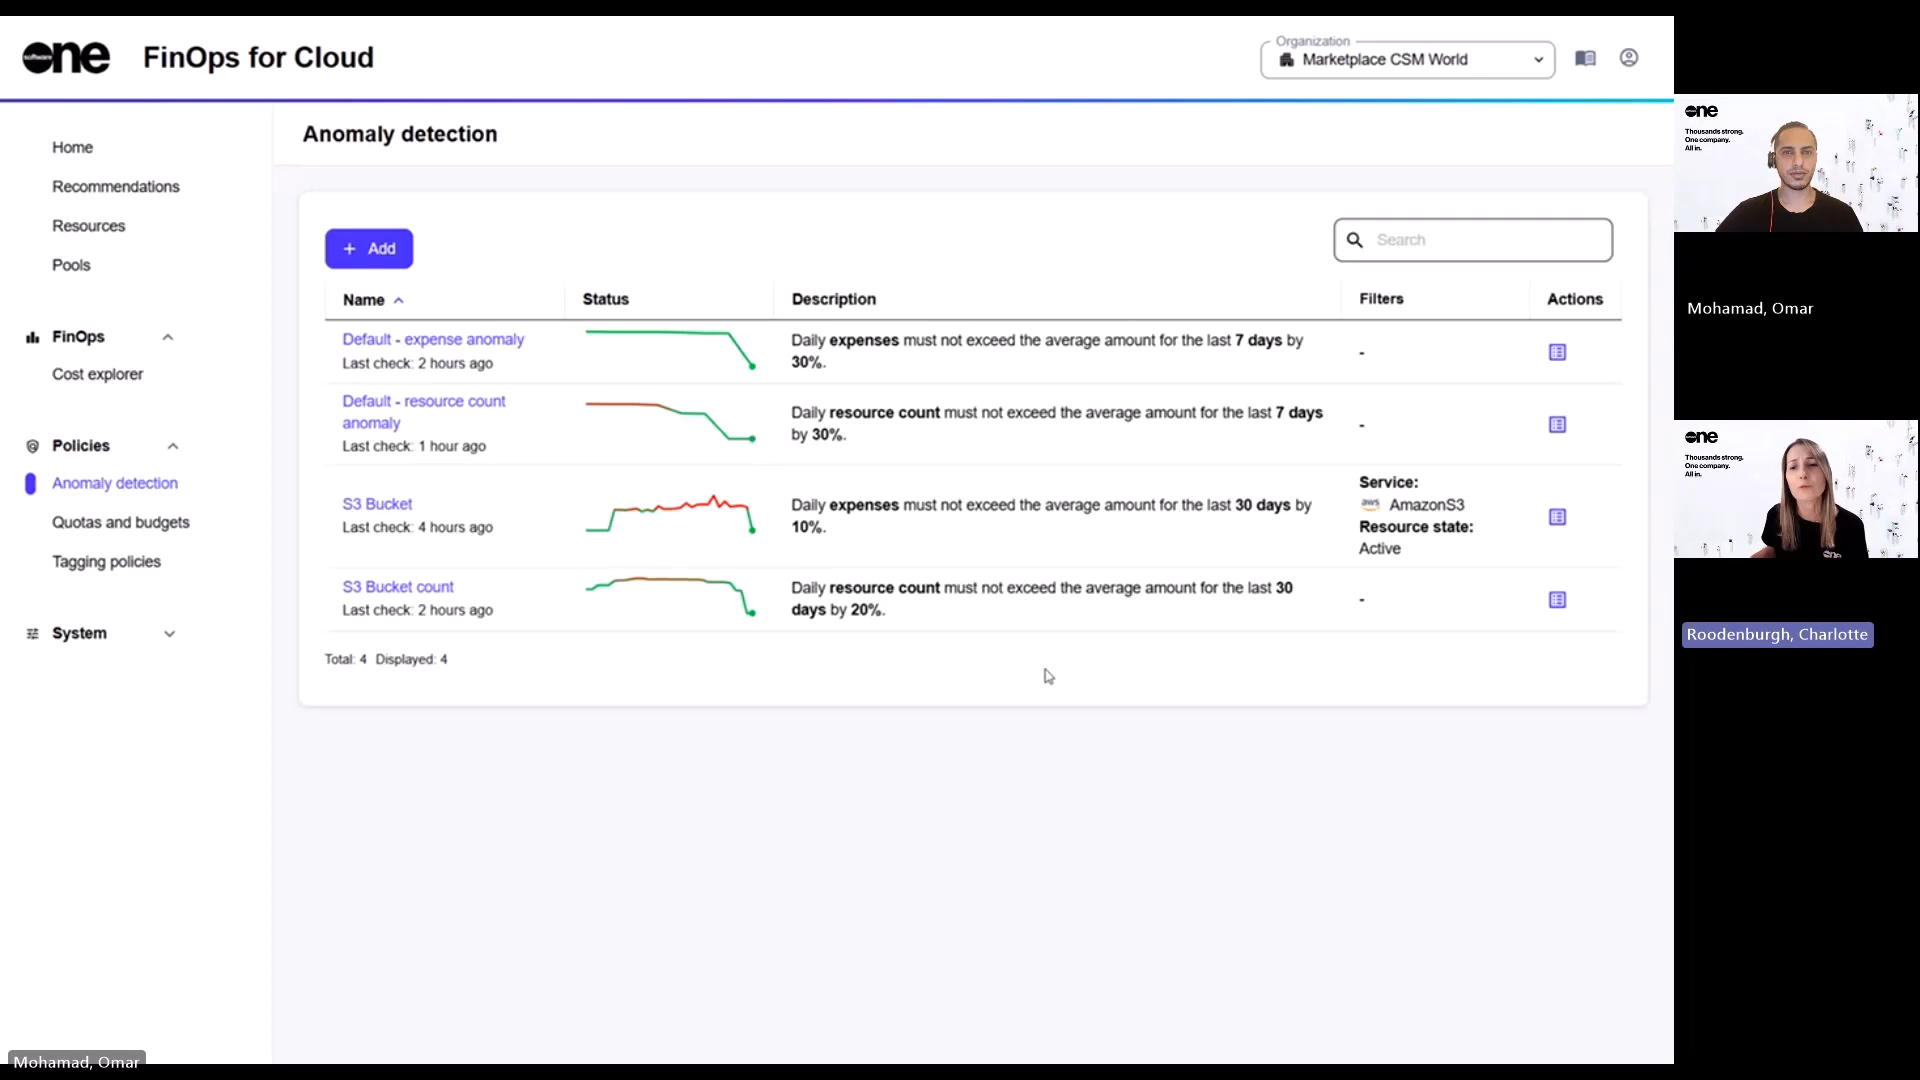 software one
FinOps for Cloud
Organization
Marketplace CSM World
Home
Recommendations
Resources
Pools
FinOps
Cost explorer
Policies
Anomaly detection
Quotas and budgets
Tagging policies
System
Anomaly detection
+ Add
Search
Name Status Description Filters Actions
Default - expense anomaly
Last check: 2 hours ago
Daily expenses must not exceed the average amount for the last 7 days by
30%.
-
Default - resource count
anomaly
Last check: 1 hour ago
Daily resource count must not exceed the average amount for the last 7 days
by 30%.
-
S3 Bucket
Last check: 4 hours ago
Daily expenses must not exceed the average amount for the last 30 days by
10%.
Service:
aws AmazonS3
Resource state:
Active
S3 Bucket count
Last check: 2 hours ago
Daily resource count must not exceed the average amount for the last 30
days by 20%.
-
Total: 4 Displayed: 4
one
Thousands strong.
One company.
All in.
Mohamad, Omar
one
Thousands strong.
One company.
All in.
one
Roodenburgh, Charlotte
Mohamad, Omar